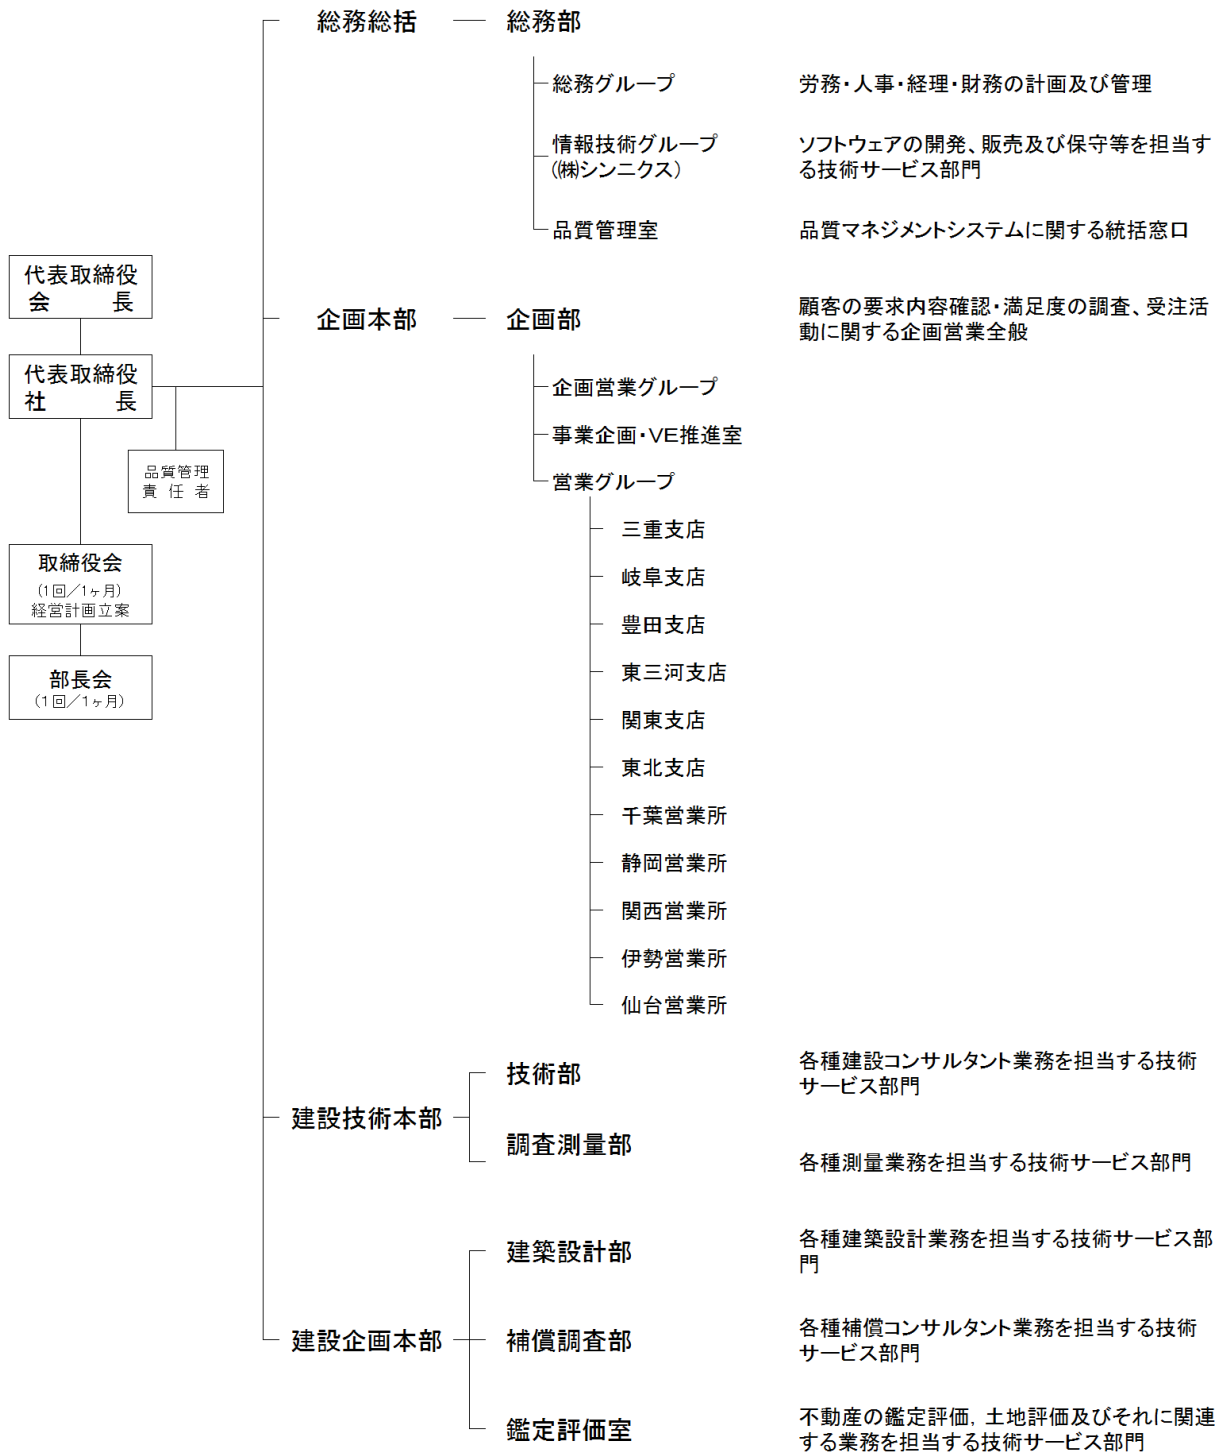 総務総括
総務部
総務グループ
労務・人事・経理・財務の計画及び管理
情報技術グループ
(㈱シンニクス)
ソフトウェアの開発、販売及び保守等を担当す
る技術サービス部門
品質管理室
品質マネジメントシステムに関する統括窓口
代表取締役
会　　長
代表取締役
社　　長
品質管理
責 任 者
取締役会
(1回／1ヶ月)
経営計画立案
部長会
(1回／1ヶ月)
企画本部
企画部
顧客の要求内容確認・満足度の調査、受注活
動に関する企画営業全般
企画営業グループ
事業企画・VE推進室
営業グループ
三重支店
岐阜支店
豊田支店
東三河支店
関東支店
東北支店
千葉営業所
静岡営業所
関西営業所
伊勢営業所
仙台営業所
建設技術本部
技術部
各種建設コンサルタント業務を担当する技術
サービス部門
調査測量部
各種測量業務を担当する技術サービス部門
建設企画本部
建築設計部
各種建築設計業務を担当する技術サービス部
門
補償調査部
各種補償コンサルタント業務を担当する技術
サービス部門
鑑定評価室
不動産の鑑定評価, 土地評価及びそれに関連
する業務を担当する技術サービス部門